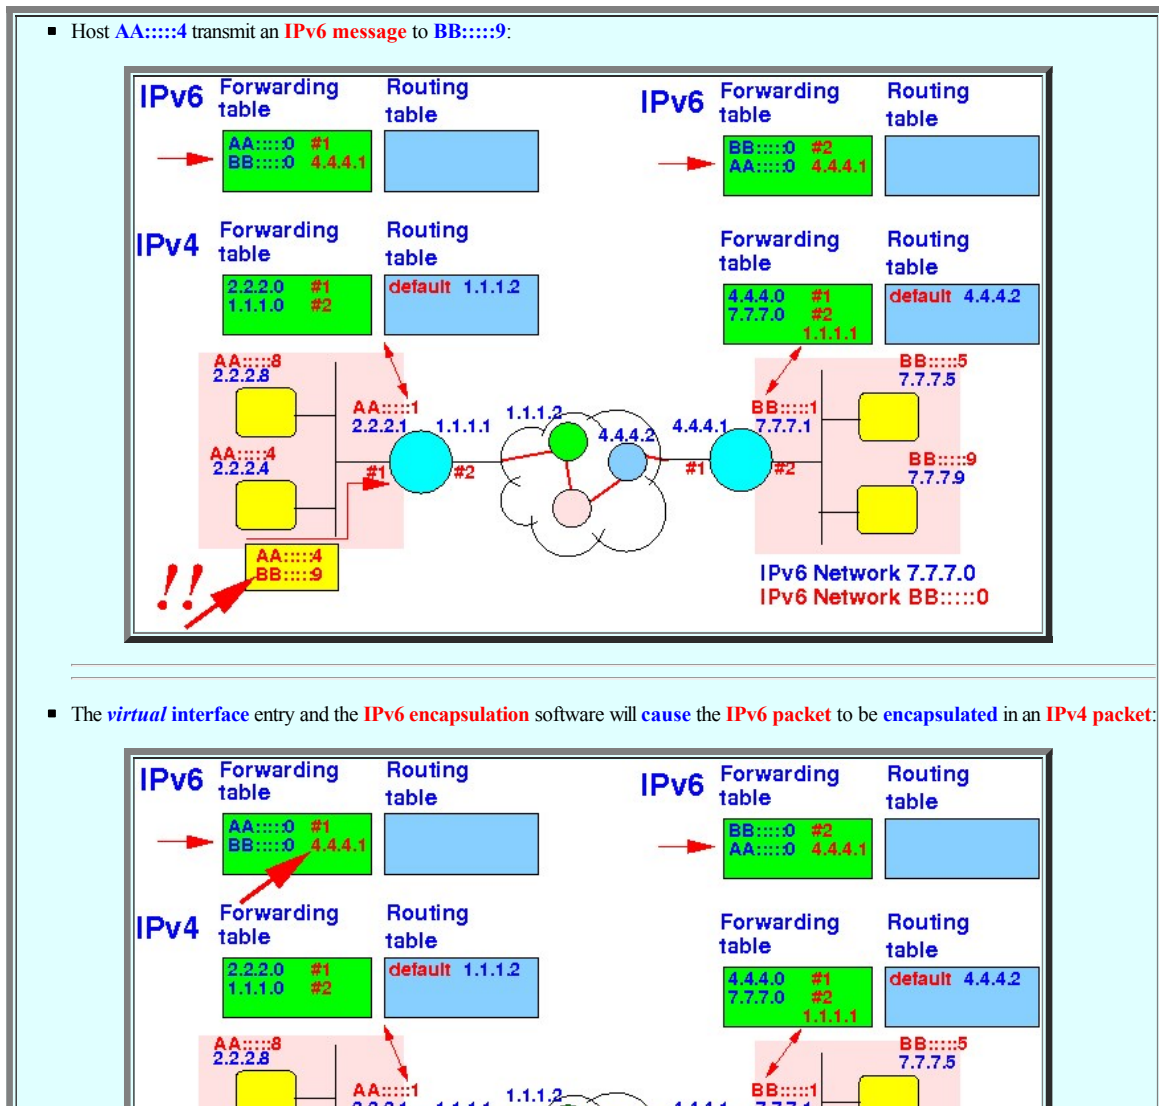 Host AA:::::4 transmit an IPv6 message to BB:::::9:
IPv6 Forwarding table Routing table
AA:::::0 #1
BB:::::0 4.4.4.1
IPv6 Forwarding table Routing table
BB:::::0 #2
AA:::::0 4.4.4.1
IPv4 Forwarding table Routing table
2.2.2.0 #1
1.1.1.0 #2
default 1.1.1.2
Forwarding table Routing table
4.4.4.0 #1
7.7.7.0 #2
1.1.1.1
default 4.4.4.2
AA:::::8
2.2.2.8
AA:::::4
2.2.2.4
AA:::::1
2.2.2.1
1.1.1.1
#1
#2
1.1.1.2
4.4.4.2
4.4.4.1
BB:::::1
7.7.7.1
#1
#2
BB:::::5
7.7.7.5
BB:::::9
7.7.7.9
AA:::::4
BB:::::9
!!
IPv6 Network 7.7.7.0
IPv6 Network BB:::::0
The virtual interface entry and the IPv6 encapsulation software will cause the IPv6 packet to be encapsulated in an IPv4 packet:
IPv6 Forwarding table Routing table
AA:::::0 #1
BB:::::0 4.4.4.1
IPv6 Forwarding table Routing table
BB:::::0 #2
AA:::::0 4.4.4.1
IPv4 Forwarding table Routing table
2.2.2.0 #1
1.1.1.0 #2
default 1.1.1.2
Forwarding table Routing table
4.4.4.0 #1
7.7.7.0 #2
1.1.1.1
default 4.4.4.2
AA:::::8
2.2.2.8
AA:::::1
1.1.1.2
BB:::::1
BB:::::5
7.7.7.5